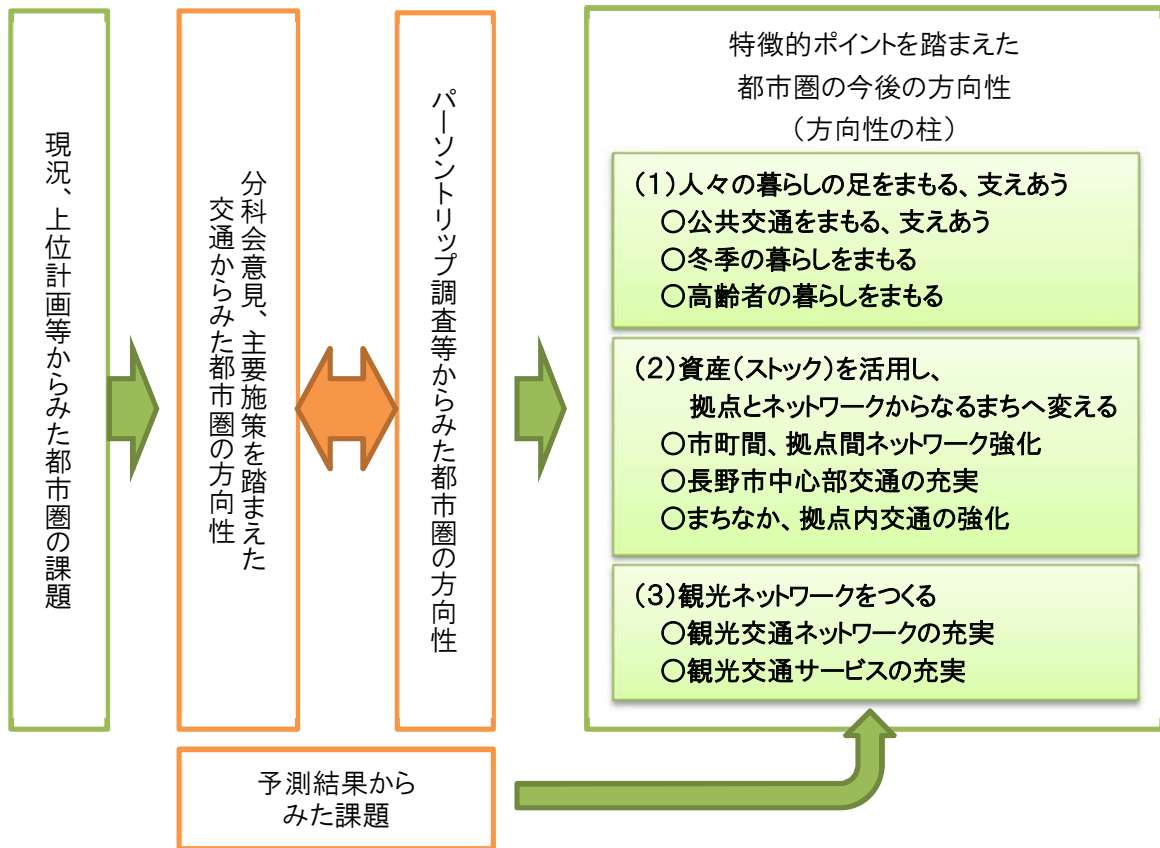 現況、上位計画等からみた都市圏の課題
分科会意見、主要施策を踏まえた
交通からみた都市圏の方向性
パーソントリップ調査等からみた都市圏の方向性
特徴的ポイントを踏まえた
都市圏の今後の方向性
（方向性の柱）
（１）人々の暮らしの足をまもる、支えあう
〇公共交通をまもる、支えあう
〇冬季の暮らしをまもる
〇高齢者の暮らしをまもる
（２）資産（ストック）を活用し、
拠点とネットワークからなるまちへ変える
〇市町間、拠点間ネットワーク強化
〇長野市中心部交通の充実
〇まちなか、拠点内交通の強化
（３）観光ネットワークをつくる
〇観光交通ネットワークの充実
〇観光交通サービスの充実
予測結果から
みた課題